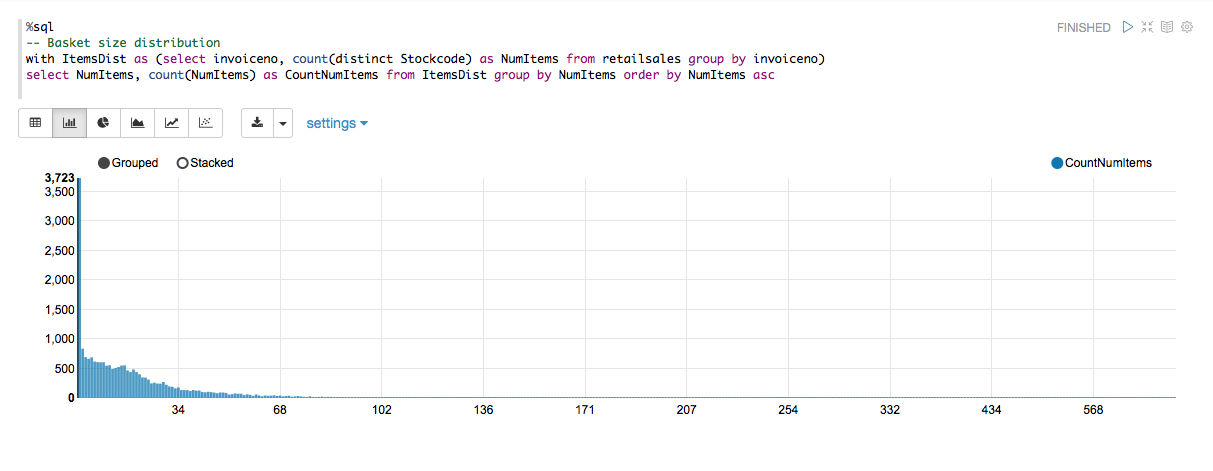 %sql
FINISHED
-- Basket size distribution
with ItemsDist as (select invoiceno, count(distinct Stockcode) as NumItems from retailsales group by invoiceno)
select NumItems, count(NumItems) as CountNumItems from ItemsDist group by NumItems order by NumItems asc
settings
Grouped Stacked CountNumItems
3,723
3,500
3,000
2,500
2,000
1,500
1,000
500
0
34 68 102 136 171 207 254 332 434 568